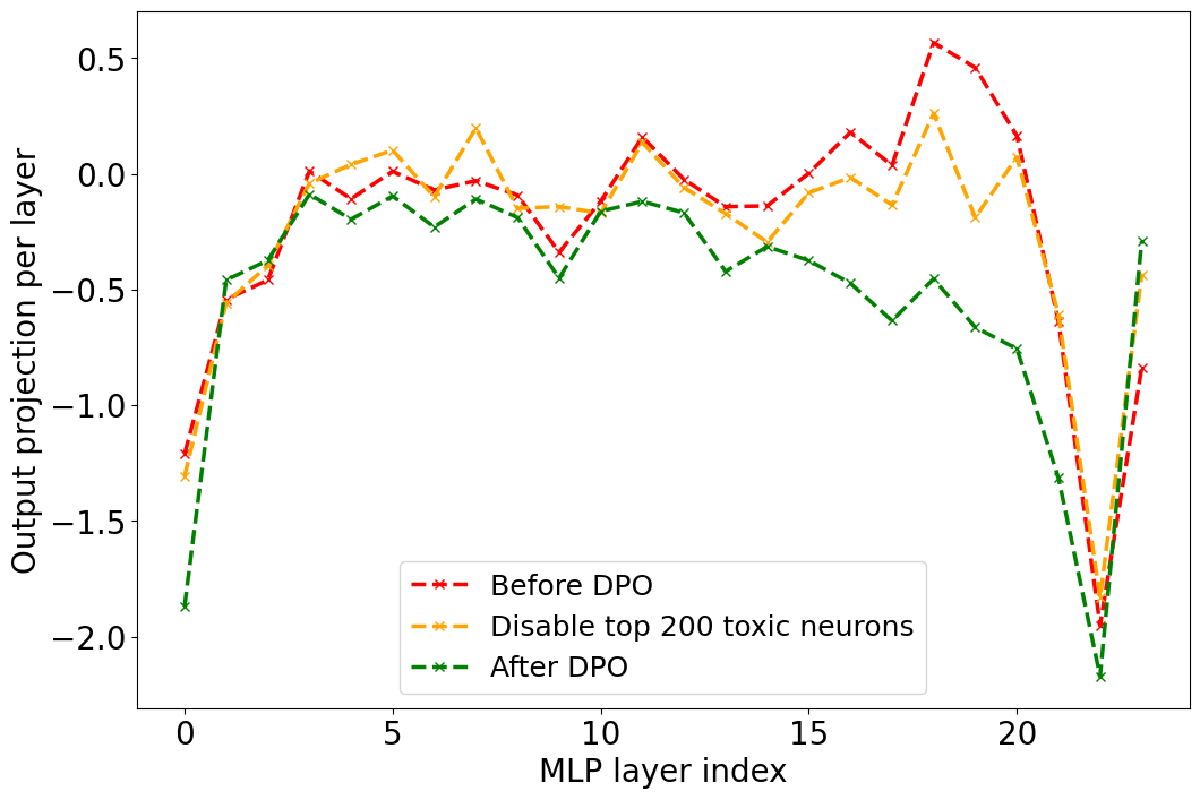 0.5
0.0
−0.5
−1.0
−1.5
−2.0
Output projection per layer
Before DPO
Disable top 200 toxic neurons
After DPO
0 5 10 15 20
MLP layer index